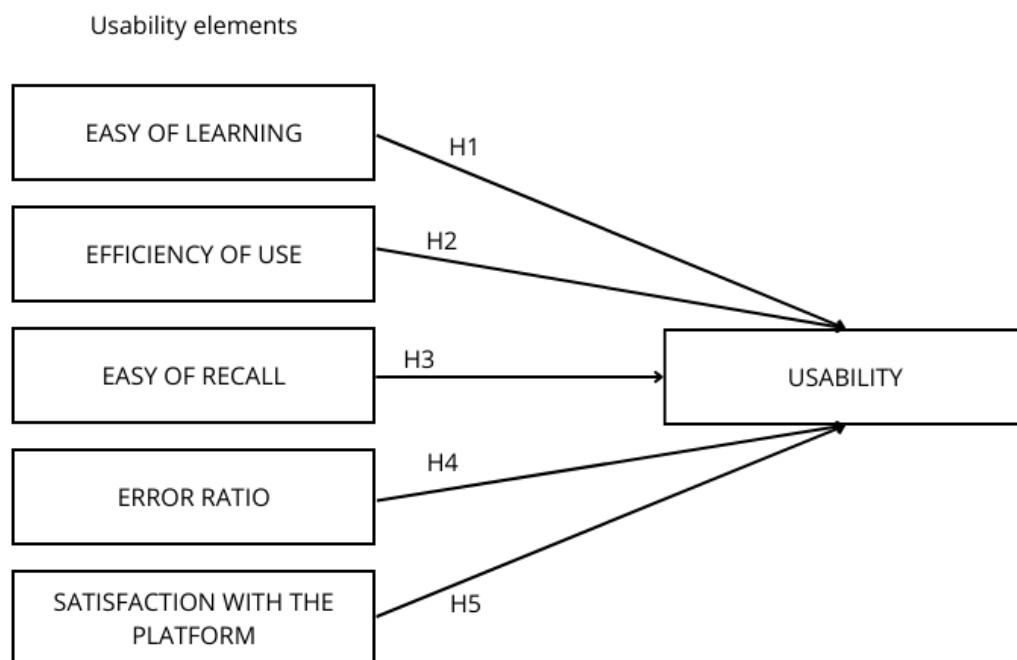 Usability elements
EASY OF LEARNING
H1
EFFICIENCY OF USE
H2
EASY OF RECALL
H3
USABILITY
ERROR RATIO
H4
SATISFACTION WITH THE
PLATFORM
H5